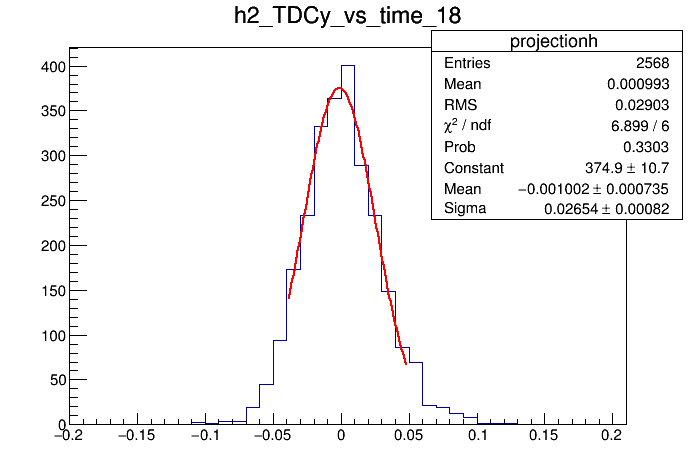 h2_TDCy_vs_time_18
projectionh
Entries 2568
Mean 0.000993
RMS 0.02903
χ² / ndf 6.899 / 6
Prob 0.3303
Constant 374.9 ± 10.7
Mean −0.001002 ± 0.000735
Sigma 0.02654 ± 0.00082
400
350
300
250
200
150
100
50
0
−0.2 −0.15 −0.1 −0.05 0 0.05 0.1 0.15 0.2